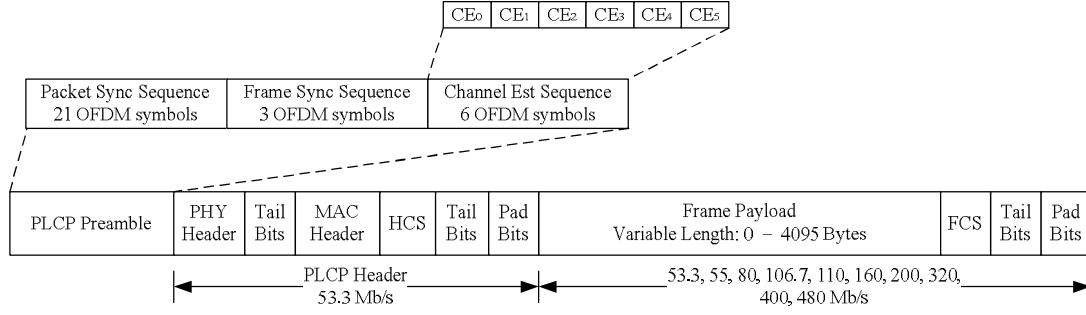 CE₀ CE₁ CE₂ CE₃ CE₄ CE₅
Packet Sync Sequence
21 OFDM symbols
Frame Sync Sequence
3 OFDM symbols
Channel Est Sequence
6 OFDM symbols
PLCP Preamble
PHY
Header
Tail
Bits
MAC
Header
HCS
Tail
Bits
Pad
Bits
Frame Payload
Variable Length: 0 – 4095 Bytes
FCS
Tail
Bits
Pad
Bits
PLCP Header
53.3 Mb/s
53.3, 55, 80, 106.7, 110, 160, 200, 320,
400, 480 Mb/s